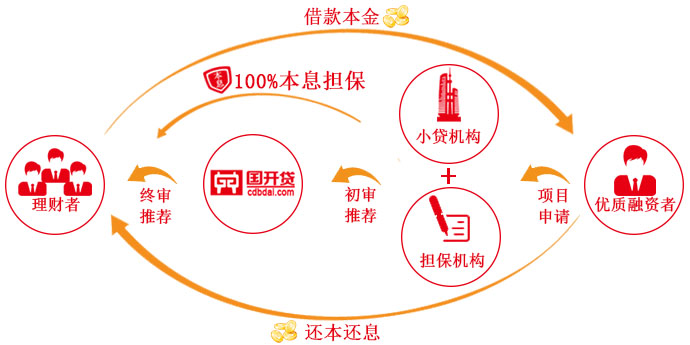 借款本金
本息
100%本息担保
小贷机构
理财者
终审
推荐
国开贷
cdbdai.com
初审
推荐
+
项目
申请
优质融资者
担保机构
还本还息